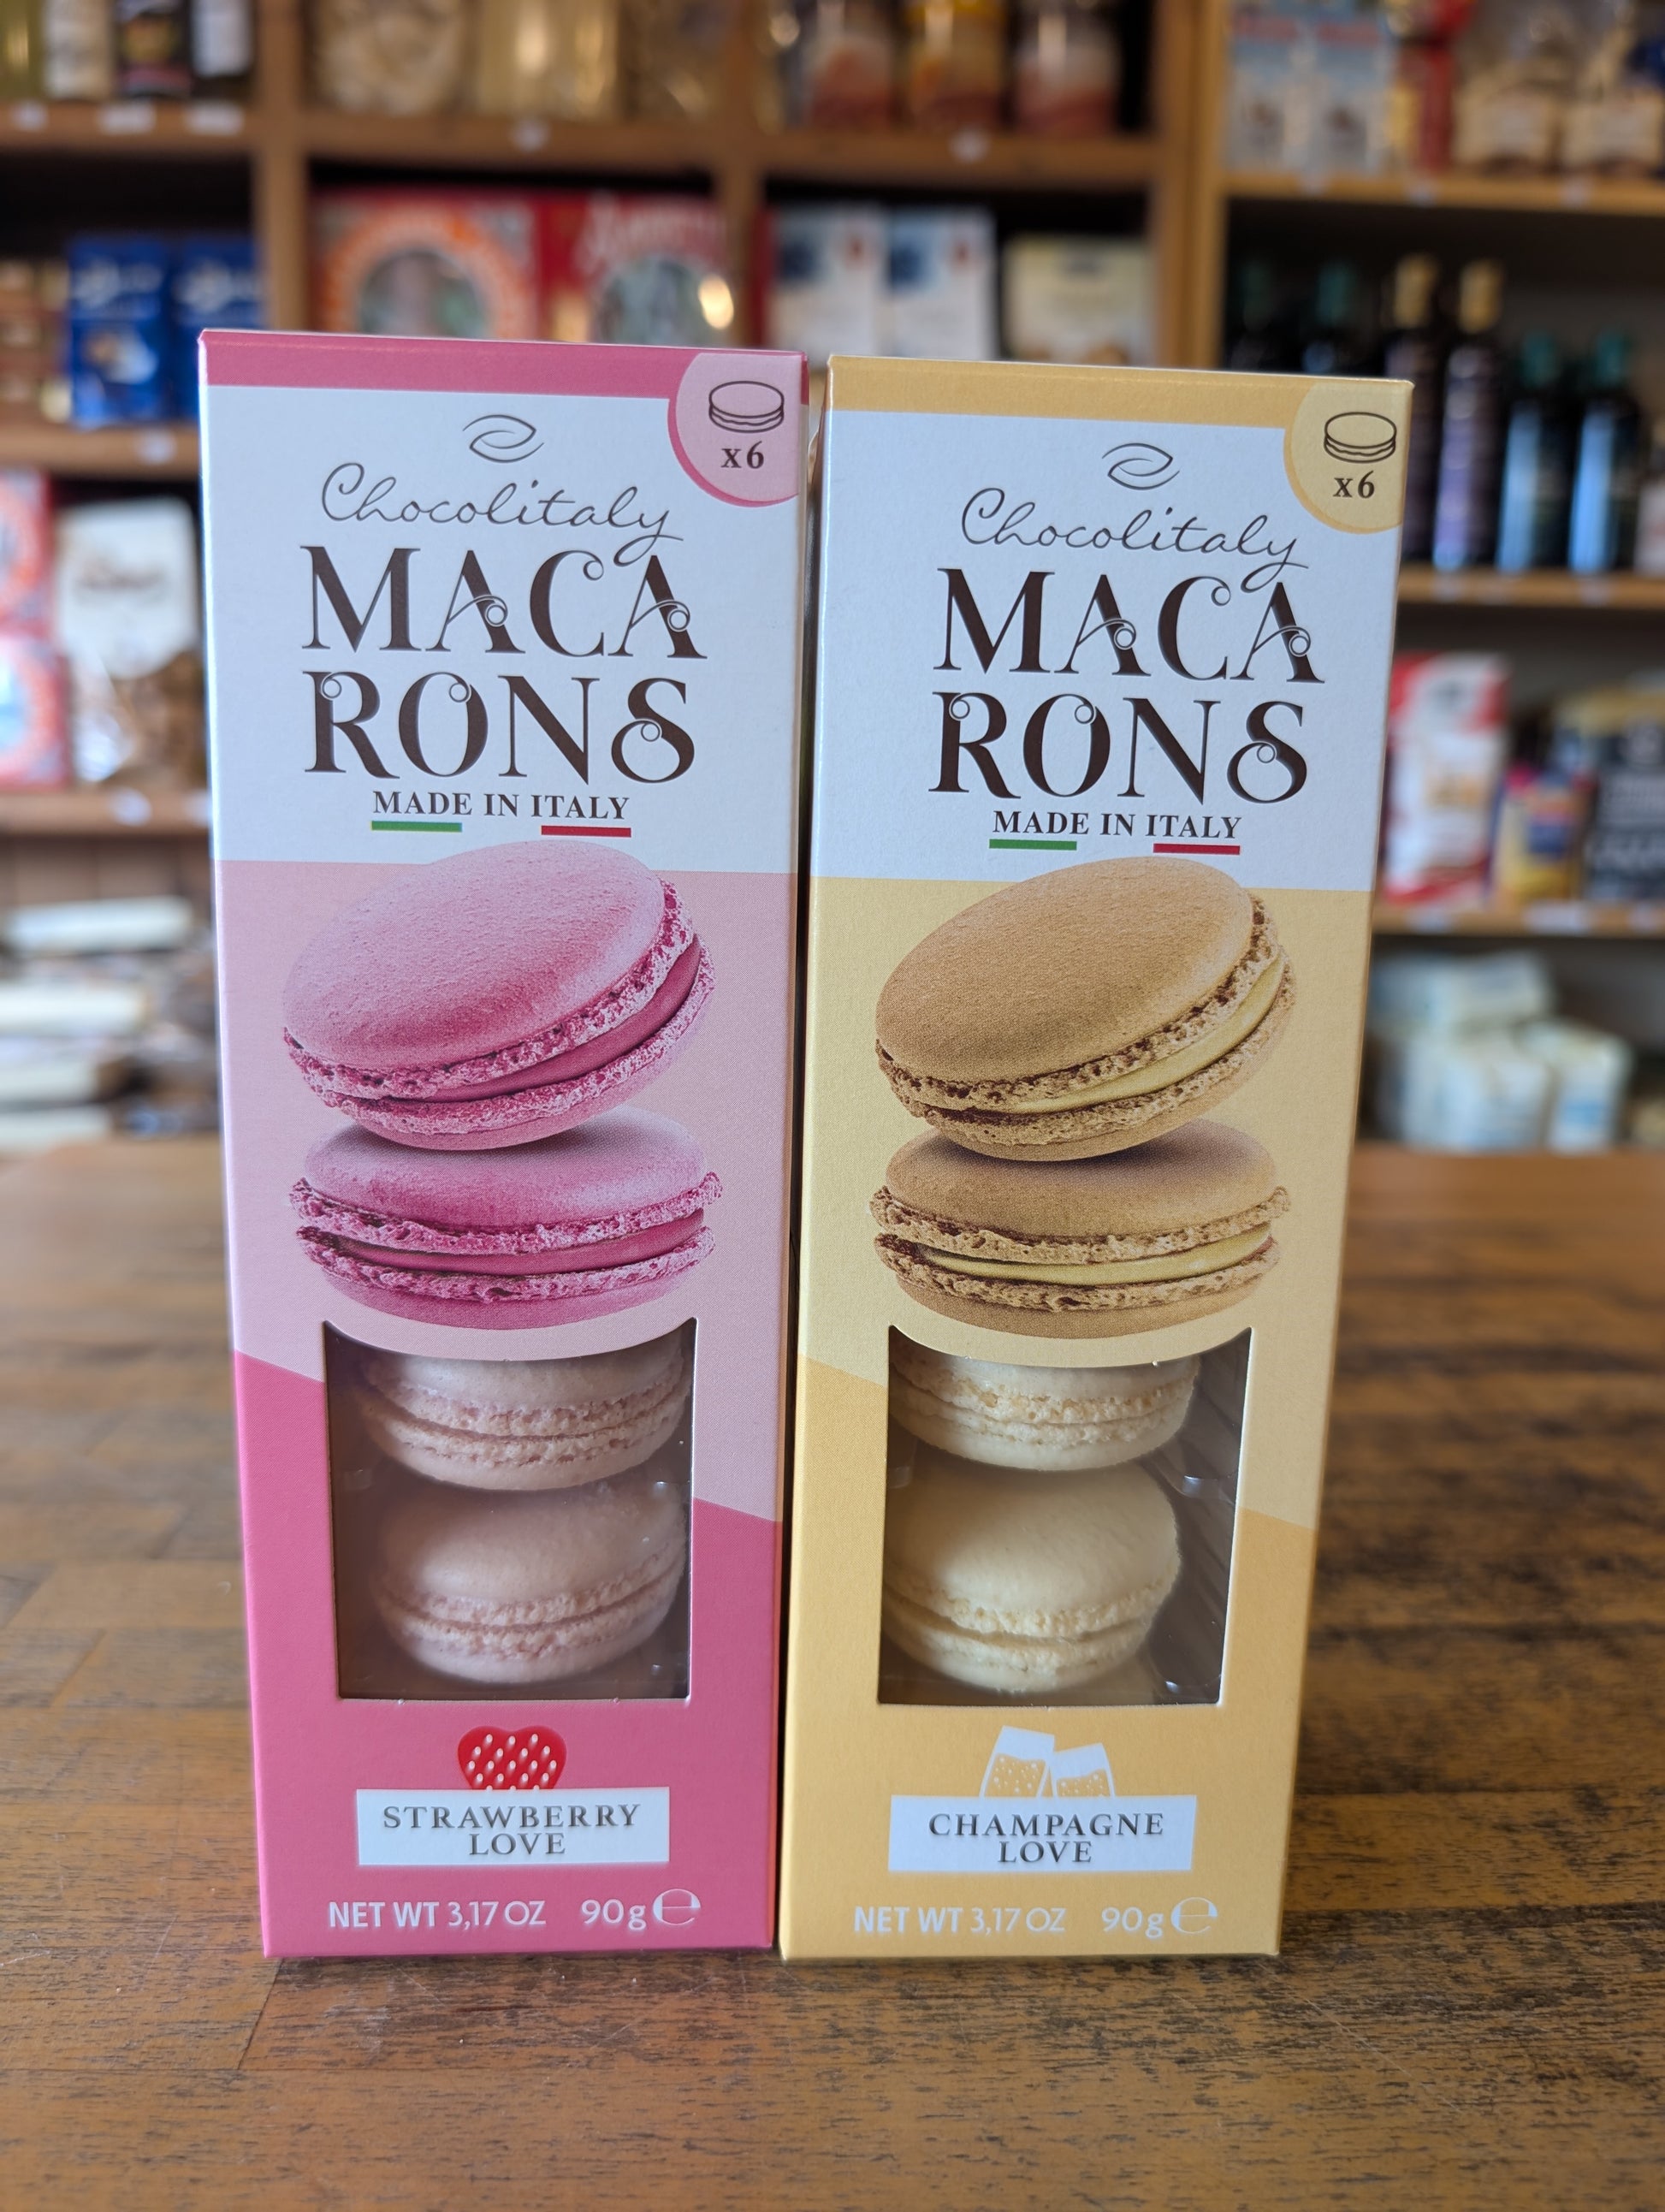 x6
Chocolitaly
MACA
RONS
MADE IN ITALY
STRAWBERRY
LOVE
NET WT 3,17 OZ 90g e
x6
Chocolitaly
MACA
RONS
MADE IN ITALY
CHAMPAGNE
LOVE
NET WT 3,17 OZ 90g e